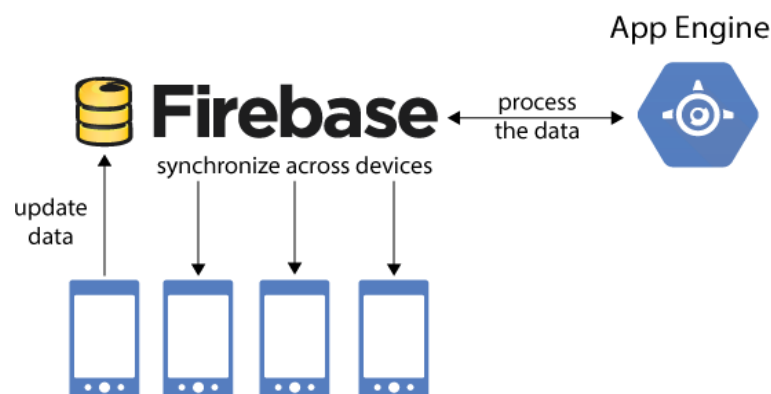 App Engine
Firebase
process
the data
synchronize across devices
update
data